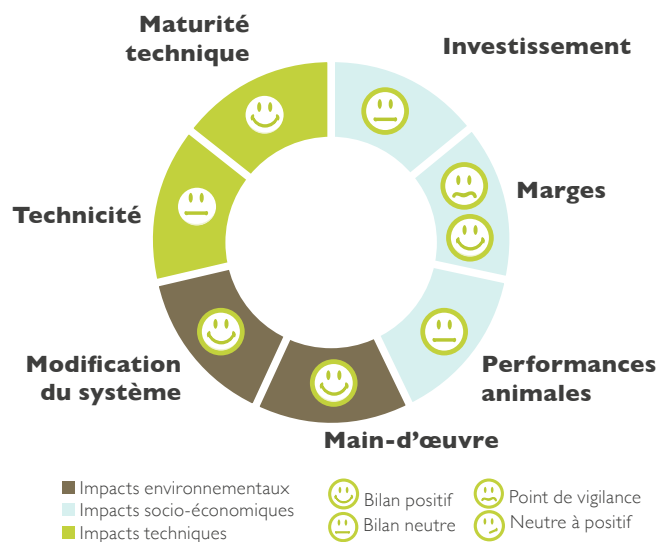 Maturité
technique
Investissement
Technicité
Marges
Modification
du système
Performances
animales
Main-d'œuvre
Impacts environnementaux
Impacts socio-économiques
Impacts techniques
Bilan positif
Bilan neutre
Point de vigilance
Neutre à positif